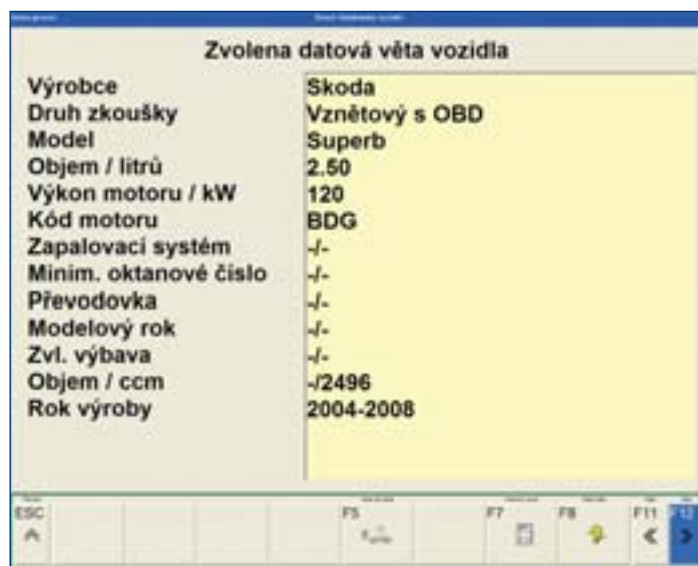 Zvolena datová věta vozidla
Výrobce Skoda
Druh zkoušky Vznětový s OBD
Model Superb
Objem / litrů 2.50
Výkon motoru / kW 120
Kód motoru BDG
Zapalovací systém -/-
Minim. oktanové číslo -/-
Převodovka -/-
Modelový rok -/-
Zvl. výbava -/-
Objem / ccm -/2496
Rok výroby 2004-2008
ESC F5 F7 F8 F11 F12